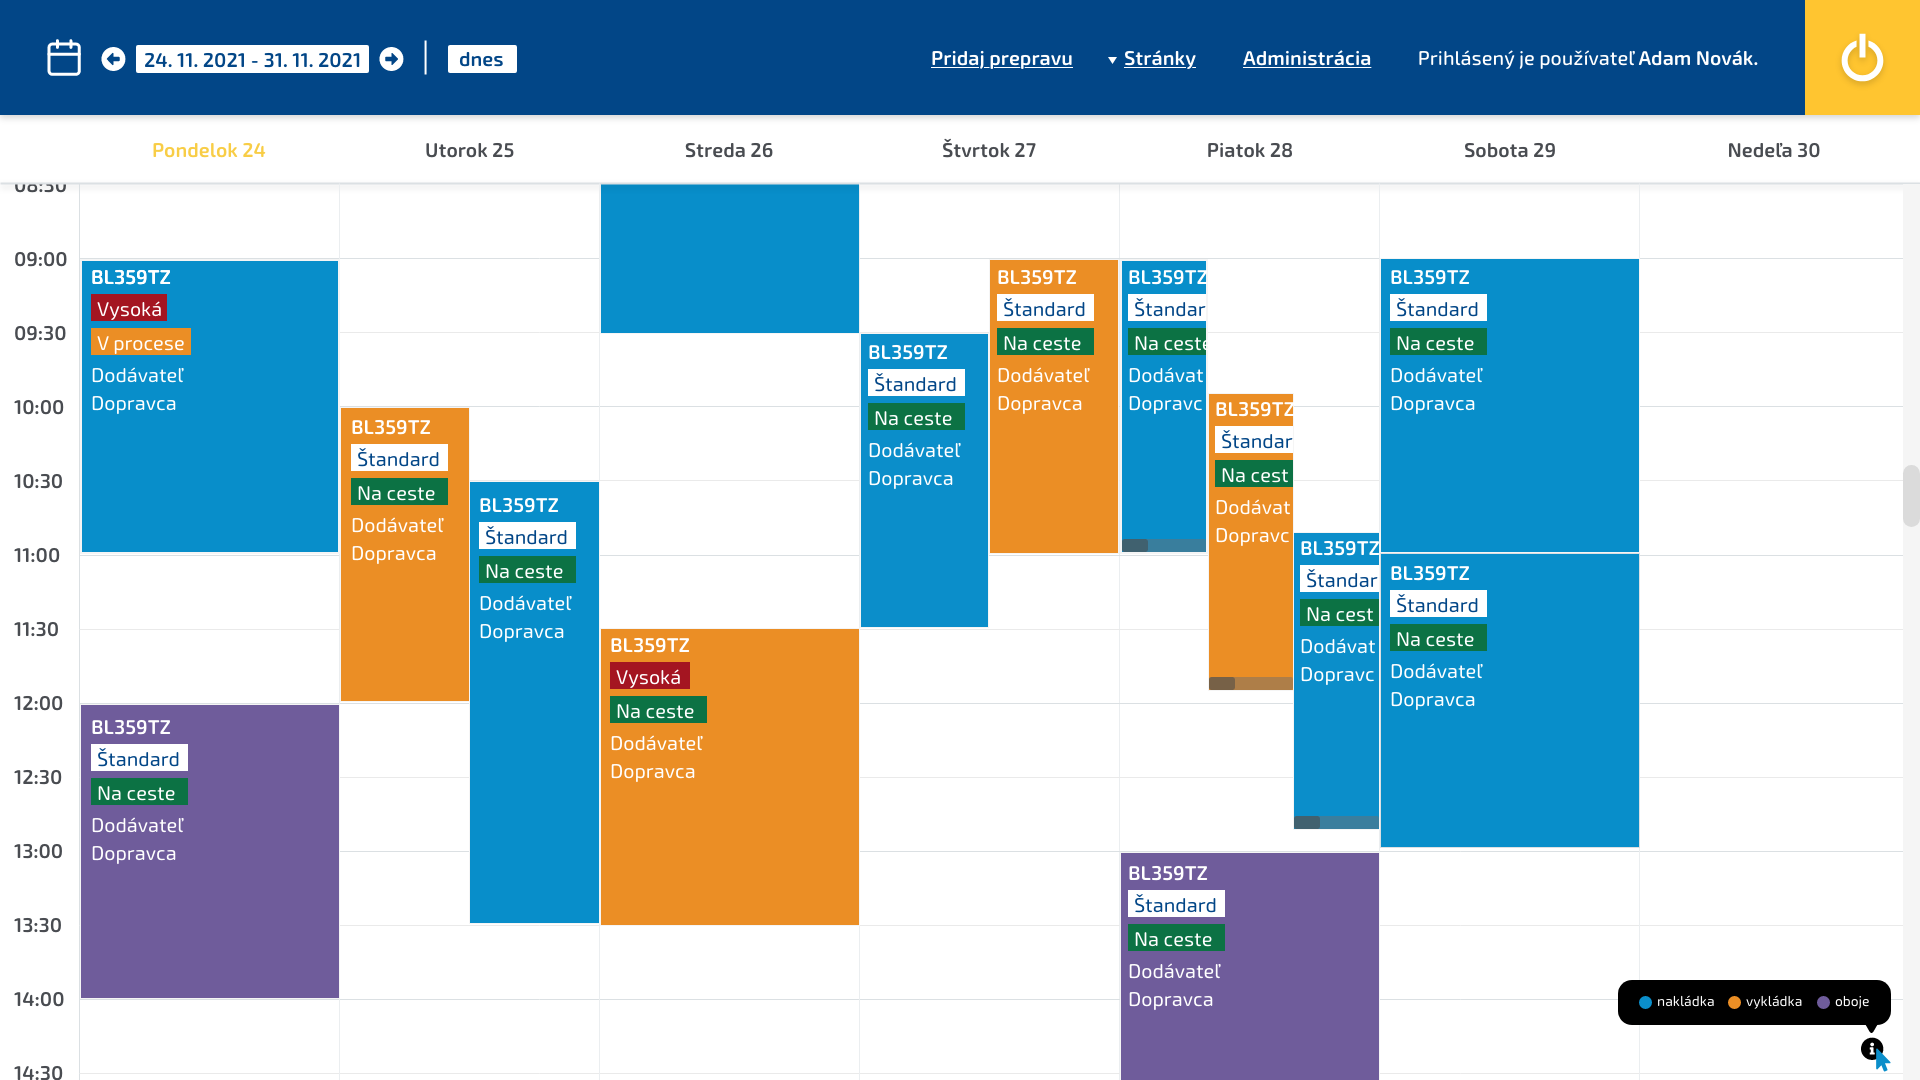 24. 11. 2021 - 31. 11. 2021
dnes
Pridaj prepravu
Stránky
Administrácia
Prihlásený je používateľ Adam Novák.
Pondelok 24
Utorok 25
Streda 26
Štvrtok 27
Piatok 28
Sobota 29
Nedeľa 30
08:30
09:00
09:30
10:00
10:30
11:00
11:30
12:00
12:30
13:00
13:30
14:00
14:30
BL359TZ
Vysoká
V procese
Dodávateľ
Dopravca
BL359TZ
Štandard
Na ceste
Dodávateľ
Dopravca
BL359TZ
Štandard
Na ceste
Dodávateľ
Dopravca
BL359TZ
Štandard
Na ceste
Dodávateľ
Dopravca
BL359TZ
Vysoká
Na ceste
Dodávateľ
Dopravca
BL359TZ
Štandard
Na ceste
Dodávateľ
Dopravca
BL359TZ
Štandard
Na ceste
Dodávateľ
Dopravca
BL359TZ
Štandar
Na ceste
Dodávat
Dopravc
BL359TZ
Štandar
Na cest
Dodávat
Dopravc
BL359TZ
Štandar
Na cest
Dodávat
Dopravc
BL359TZ
Štandard
Na ceste
Dodávateľ
Dopravca
BL359TZ
Štandard
Na ceste
Dodávateľ
Dopravca
BL359TZ
Štandard
Na ceste
Dodávateľ
Dopravca
nakládka
vykládka
oboje